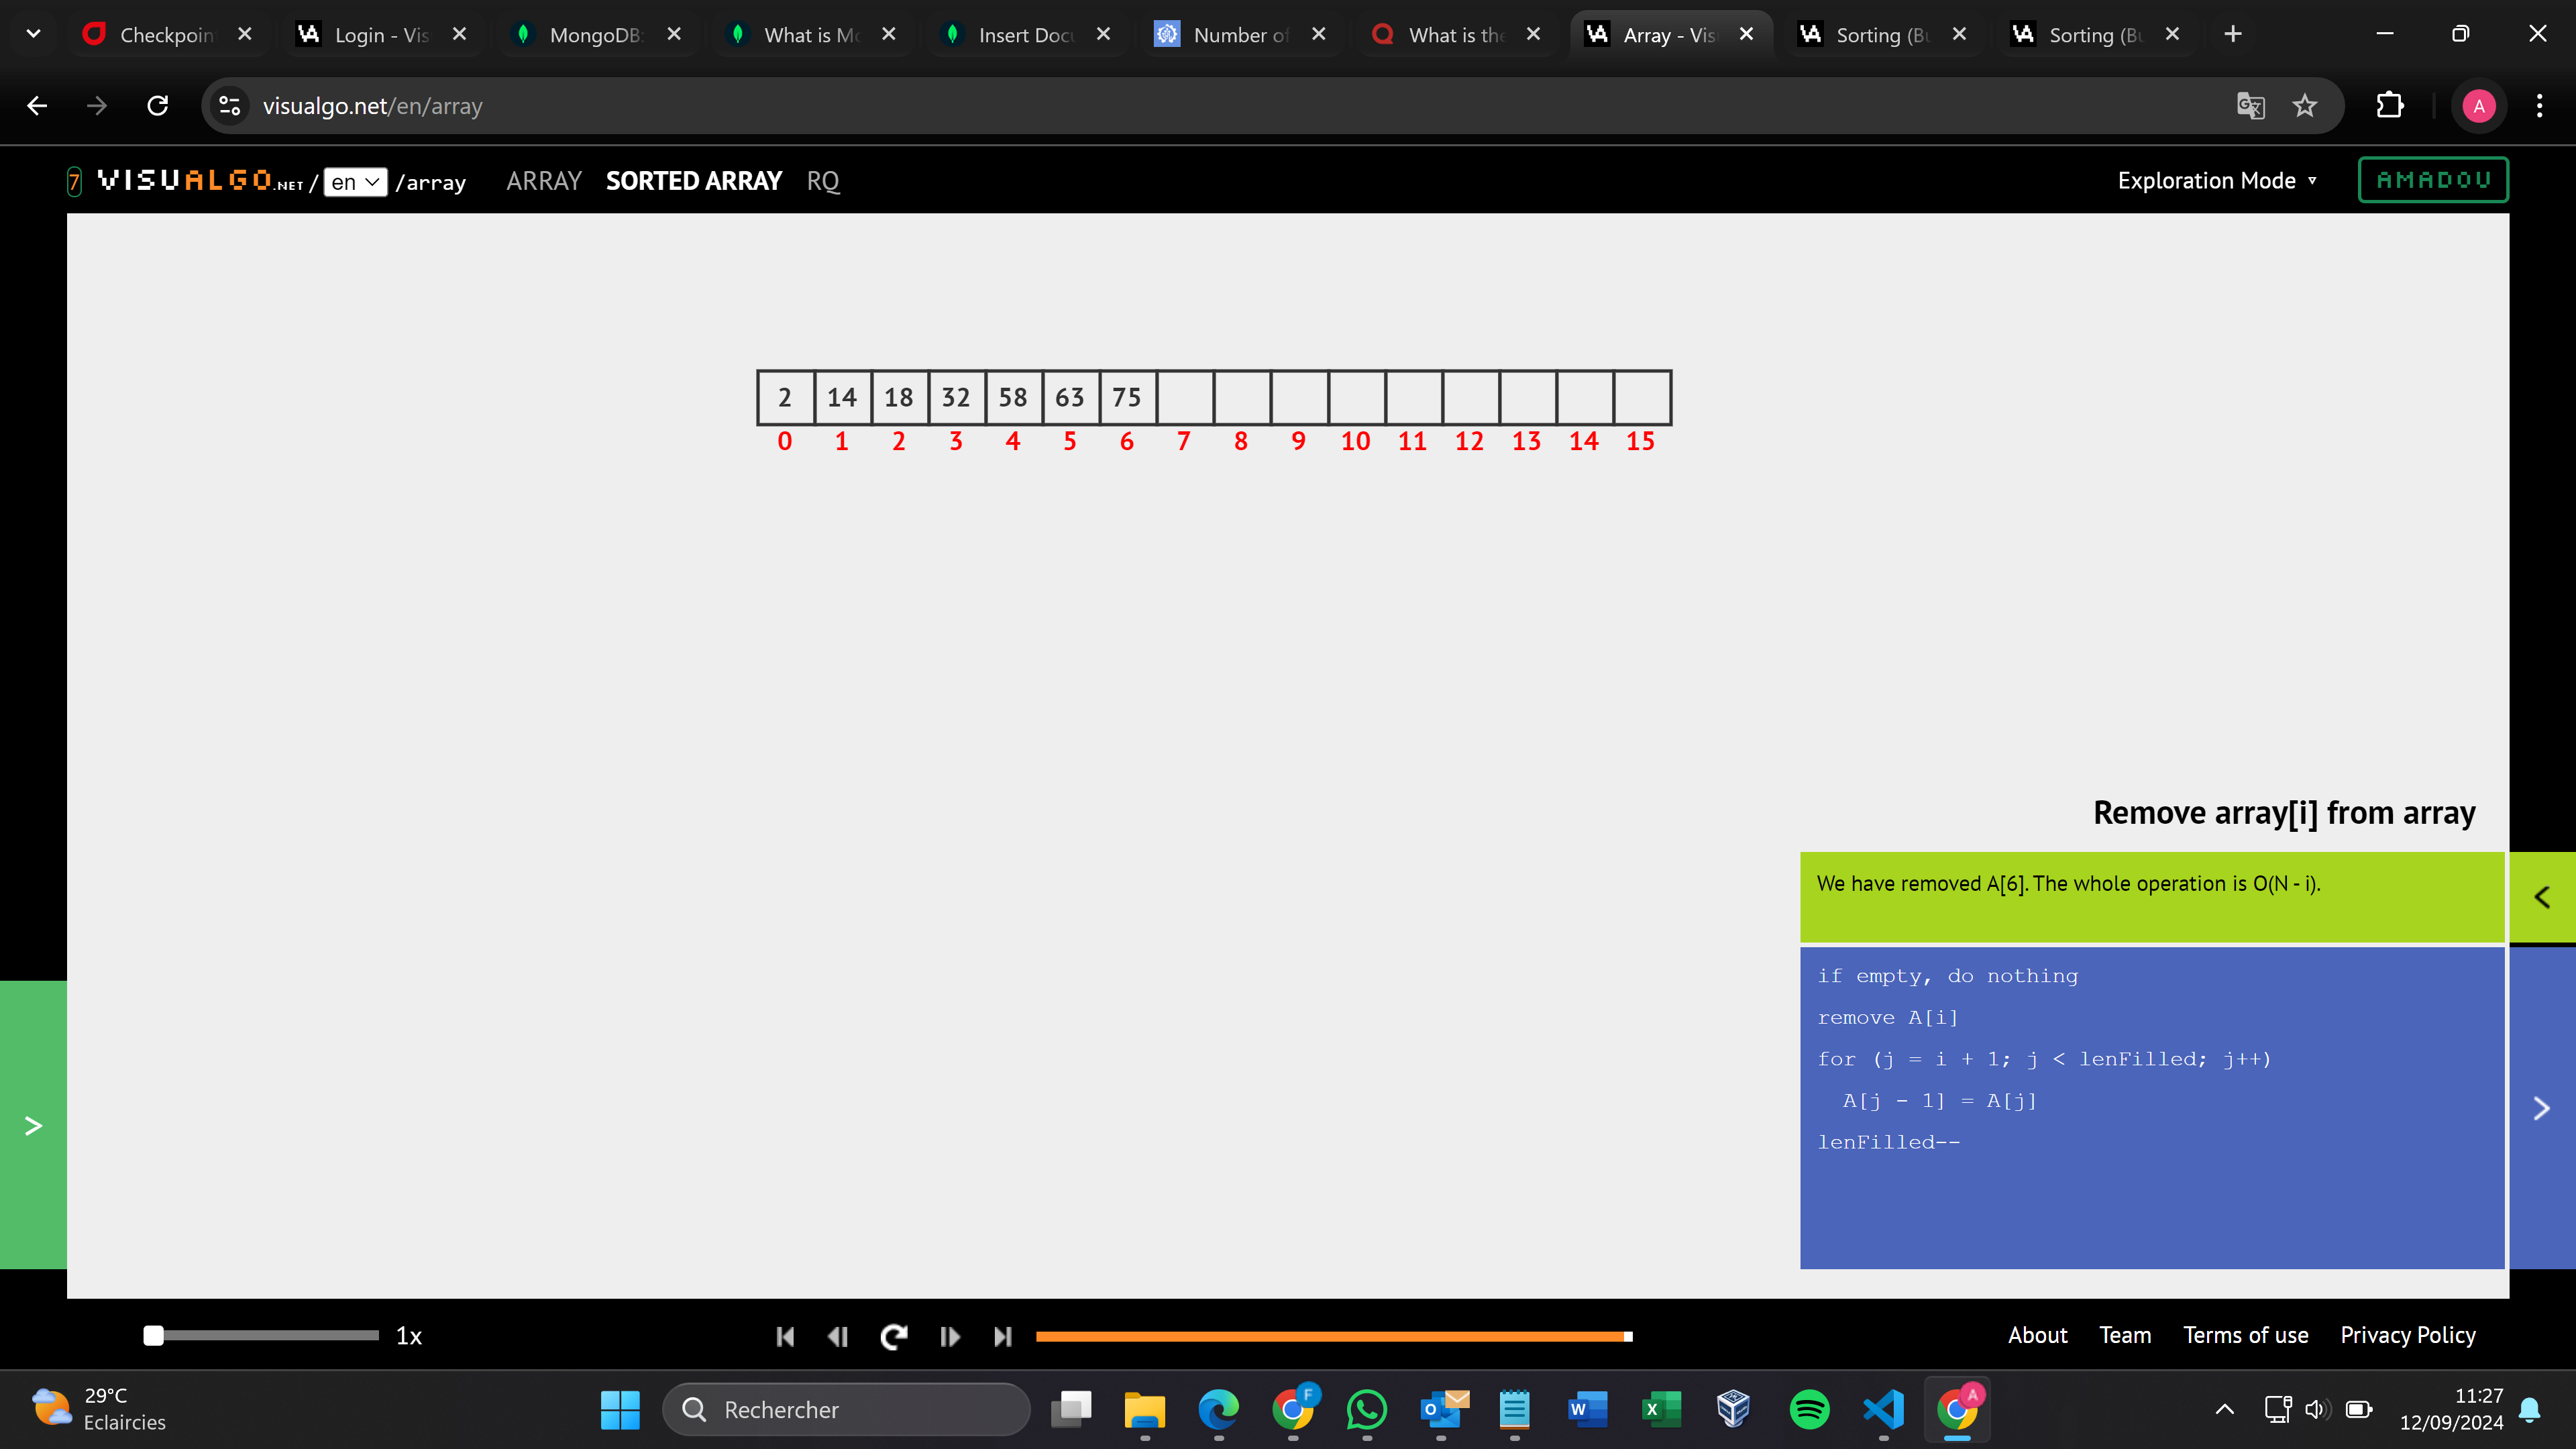 Checkpoin
Login - Vis
MongoDB:
What is Mo
Insert Docu
Number of
What is the
Array - Vis
Sorting (Bu
Sorting (Bu
visualgo.net/en/array
A
7 VISUALGO.NET / en /array
ARRAY SORTED ARRAY RQ
Exploration Mode
AMADOU
2 14 18 32 58 63 75
0 1 2 3 4 5 6 7 8 9 10 11 12 13 14 15
Remove array[i] from array
We have removed A[6]. The whole operation is O(N - i).
<
if empty, do nothing
remove A[i]
for (j = i + 1; j < lenFilled; j++)
A[j - 1] = A[j]
lenFilled--
>
>
1x
About Team Terms of use Privacy Policy
29°C
Eclaircies
Rechercher
F
O
W
X
A
11:27
12/09/2024